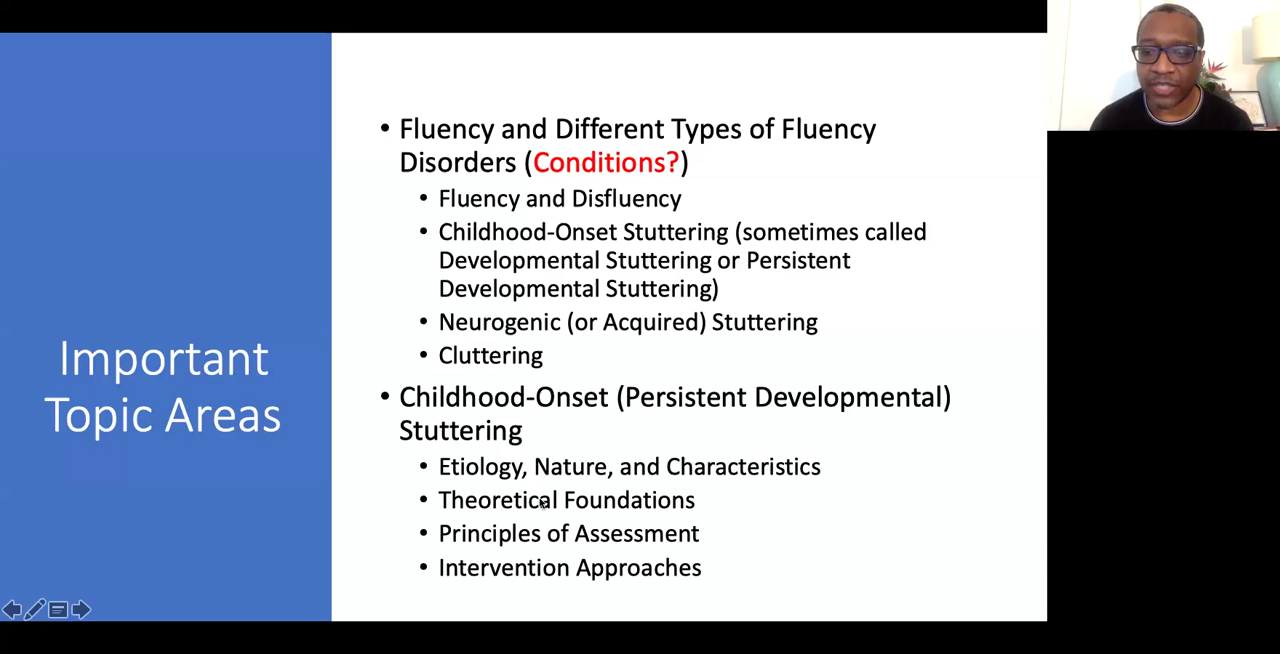 Important
Topic Areas
• Fluency and Different Types of Fluency
Disorders (Conditions?)
• Fluency and Disfluency
• Childhood-Onset Stuttering (sometimes called
Developmental Stuttering or Persistent
Developmental Stuttering)
• Neurogenic (or Acquired) Stuttering
• Cluttering
• Childhood-Onset (Persistent Developmental)
Stuttering
• Etiology, Nature, and Characteristics
• Theoretical Foundations
• Principles of Assessment
• Intervention Approaches